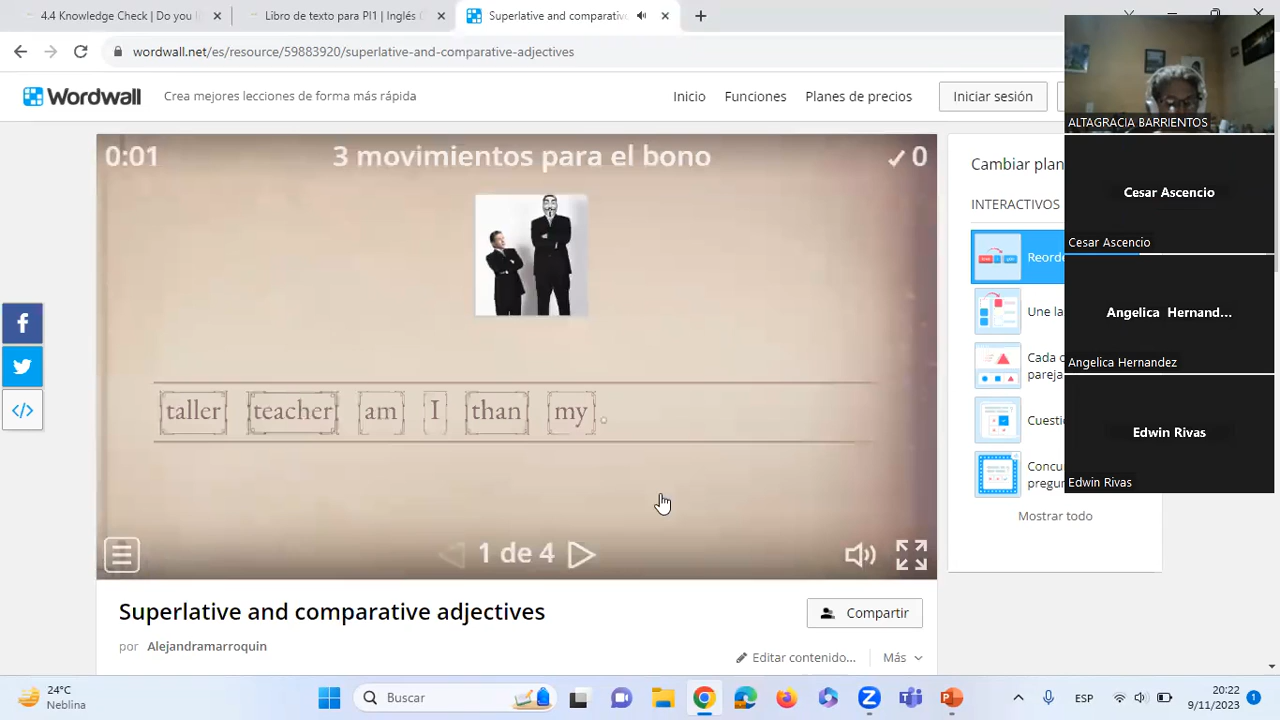 4.4 Knowledge Check | Do you
Libro de texto para PI1 | Inglés
Superlative and comparative
wordwall.net/es/resource/59883920/superlative-and-comparative-adjectives
Wordwall
Crea mejores lecciones de forma más rápida
Inicio
Funciones
Planes de precios
Iniciar sesión
ALTAGRACIA BARRIENTOS
0:01
3 movimientos para el bono
0
Cambiar plan
INTERACTIVOS
Reorde
Une la
Cada o
pareja
Cuesti
Concu
pregu
Mostrar todo
Cesar Ascencio
Cesar Ascencio
Angelica Hernand...
Angelica Hernandez
Edwin Rivas
Edwin Rivas
taller teacher am I than my .
1 de 4
Superlative and comparative adjectives
Compartir
por Alejandramarroquin
Editar contenido...
Más
24°C
Neblina
Buscar
ESP
20:22
9/11/2023
1